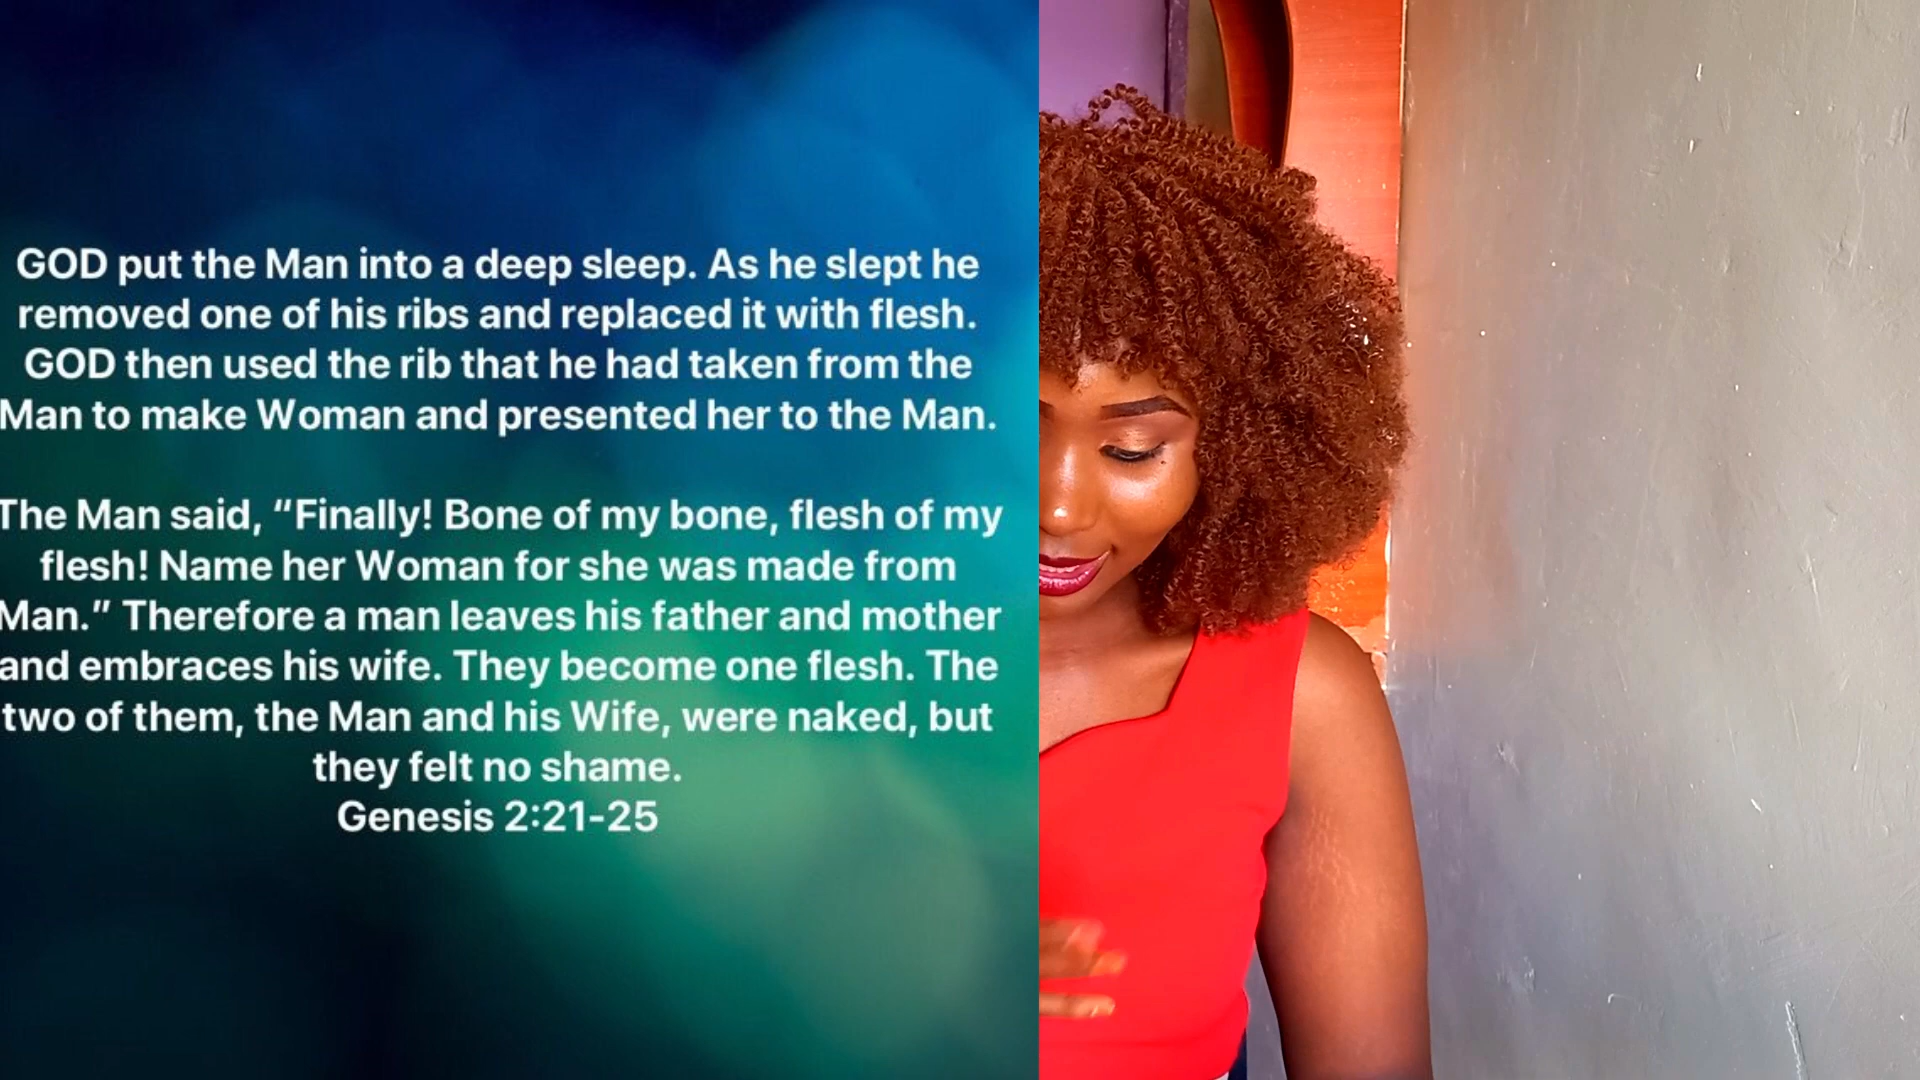 GOD put the Man into a deep sleep. As he slept he
removed one of his ribs and replaced it with flesh.
GOD then used the rib that he had taken from the
Man to make Woman and presented her to the Man.
The Man said, “Finally! Bone of my bone, flesh of my
flesh! Name her Woman for she was made from
Man.” Therefore a man leaves his father and mother
and embraces his wife. They become one flesh. The
two of them, the Man and his Wife, were naked, but
they felt no shame.
Genesis 2:21-25